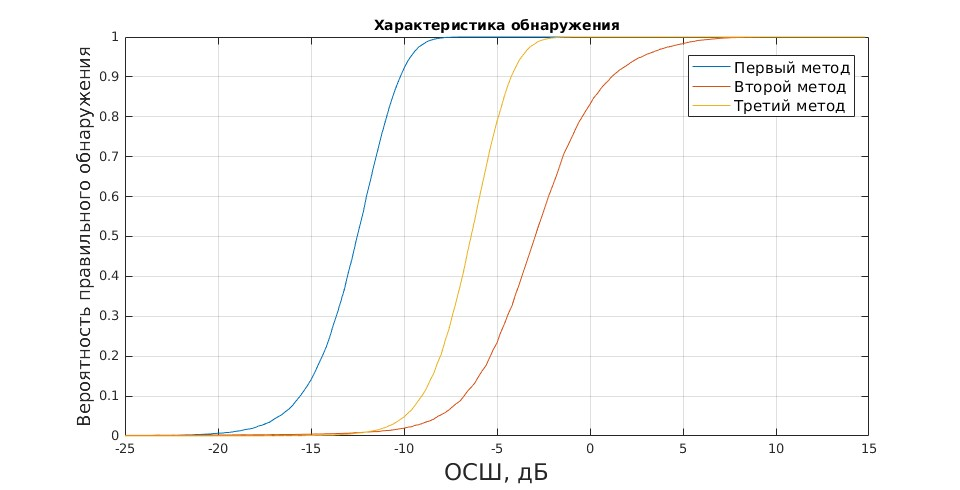 Характеристика обнаружения
Вероятность правильного обнаружения
1
0.9
0.8
0.7
0.6
0.5
0.4
0.3
0.2
0.1
0
Первый метод
Второй метод
Третий метод
-25 -20 -15 -10 -5 0 5 10 15
ОСШ, дБ